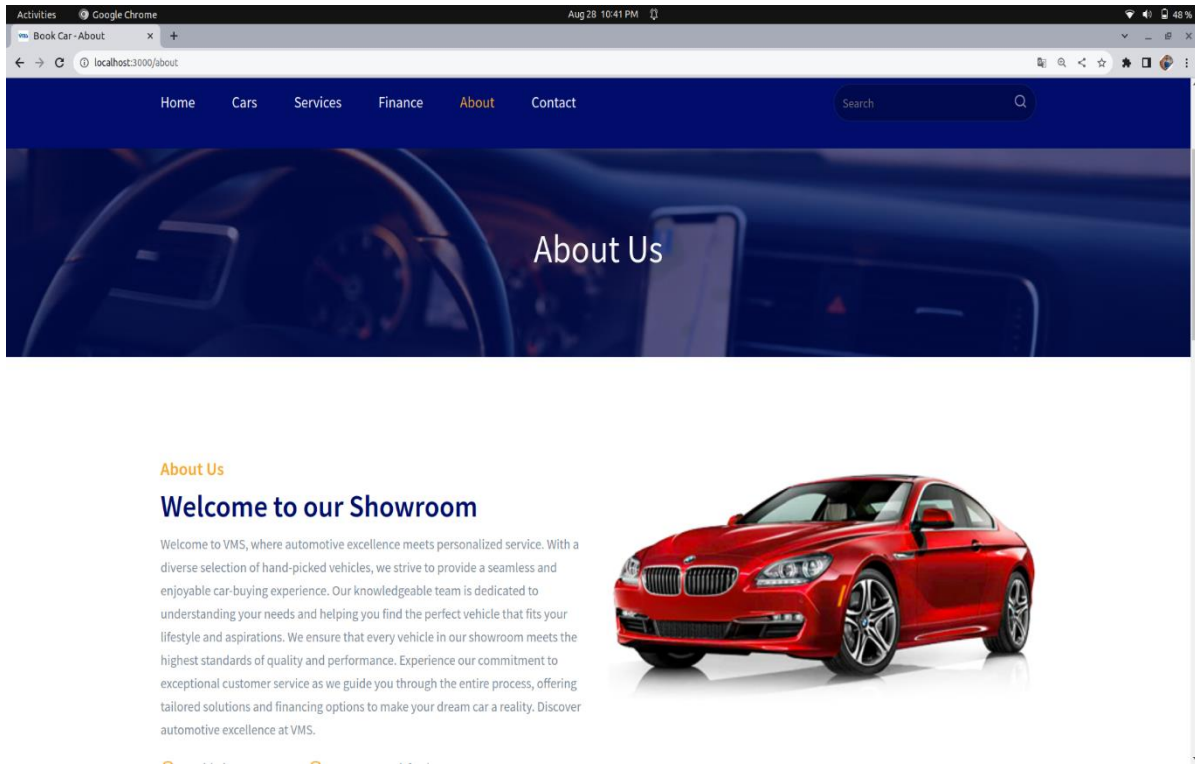 Activities Google Chrome Aug 28 10:41 PM 48 %
Book Car - About
localhost:3000/about
Home Cars Services Finance About Contact Search
About Us
About Us
Welcome to our Showroom
Welcome to VMS, where automotive excellence meets personalized service. With a
diverse selection of hand-picked vehicles, we strive to provide a seamless and
enjoyable car-buying experience. Our knowledgeable team is dedicated to
understanding your needs and helping you find the perfect vehicle that fits your
lifestyle and aspirations. We ensure that every vehicle in our showroom meets the
highest standards of quality and performance. Experience our commitment to
exceptional customer service as we guide you through the entire process, offering
tailored solutions and financing options to make your dream car a reality. Discover
automotive excellence at VMS.